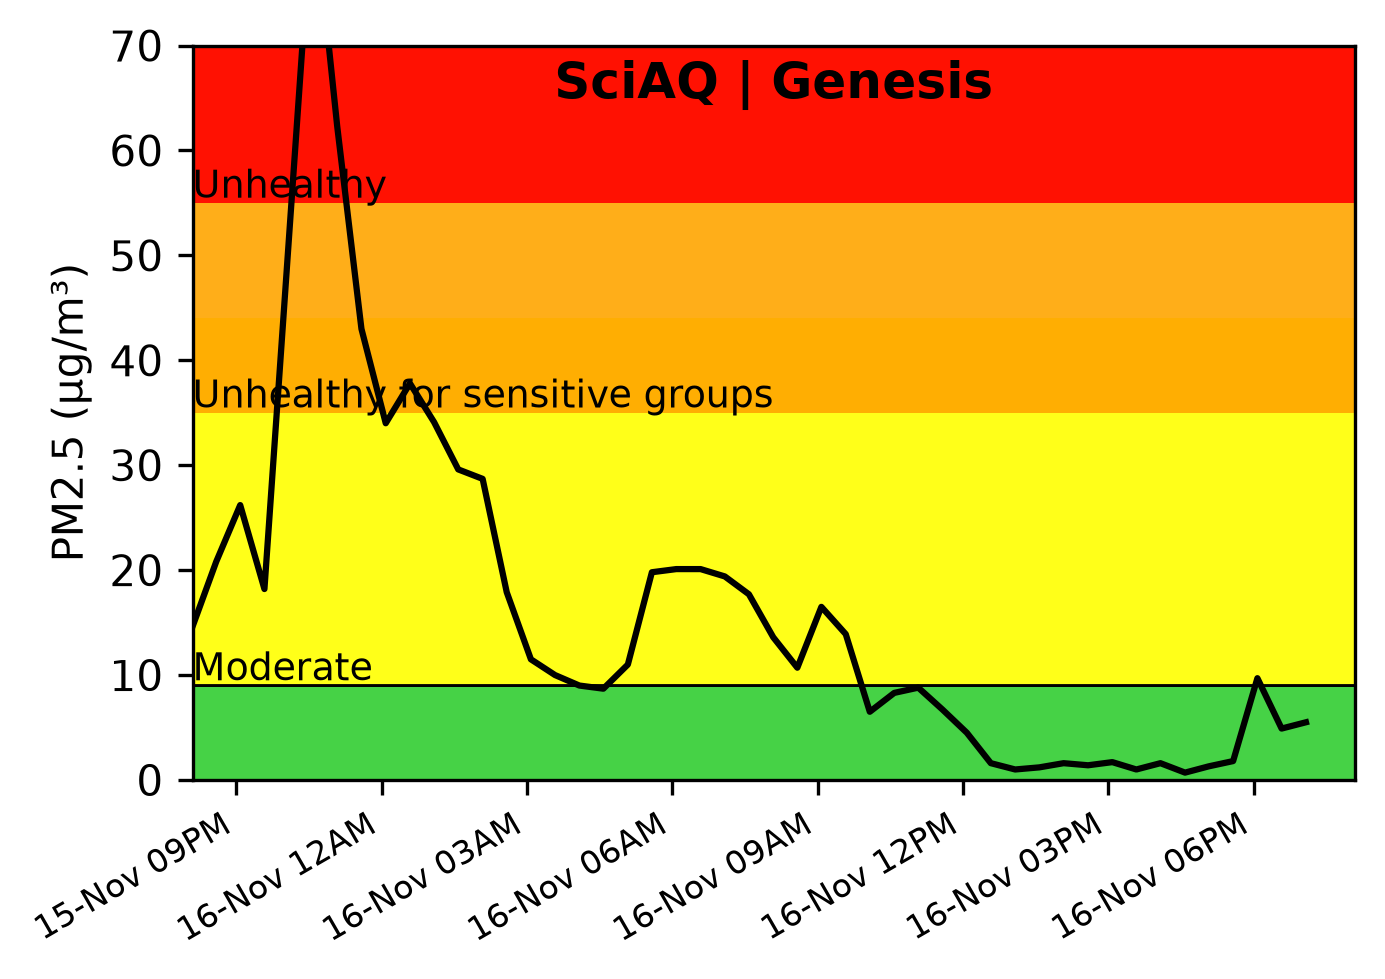 SciAQ | Genesis
70
60
50
40
30
20
10
0
PM2.5 (µg/m³)
Unhealthy
Unhealthy for sensitive groups
Moderate
15-Nov 09PM
16-Nov 12AM
16-Nov 03AM
16-Nov 06AM
16-Nov 09AM
16-Nov 12PM
16-Nov 03PM
16-Nov 06PM